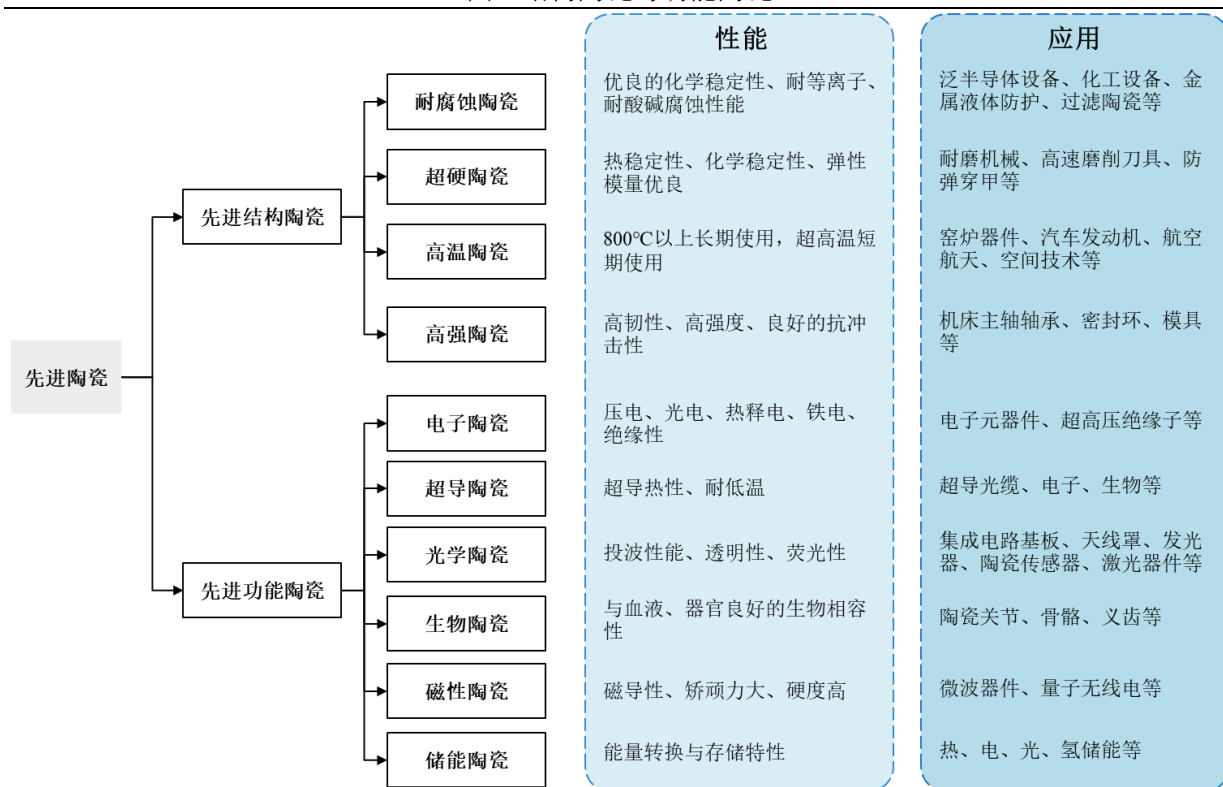 性能
应用
耐腐蚀陶瓷
优良的化学稳定性、耐等离子、
耐酸碱腐蚀性能
泛半导体设备、化工设备、金
属液体防护、过滤陶瓷等
超硬陶瓷
热稳定性、化学稳定性、弹性
模量优良
耐磨机械、高速磨削刀具、防
弹穿甲等
先进结构陶瓷
高温陶瓷
800°C以上长期使用，超高温短
期使用
窑炉器件、汽车发动机、航空
航天、空间技术等
高强陶瓷
高韧性、高强度、良好的抗冲
击性
机床主轴轴承、密封环、模具
等
先进陶瓷
电子陶瓷
压电、光电、热释电、铁电、
绝缘性
电子元器件、超高压绝缘子等
超导陶瓷
超导热性、耐低温
超导光缆、电子、生物等
光学陶瓷
投波性能、透明性、荧光性
集成电路基板、天线罩、发光
器、陶瓷传感器、激光器件等
先进功能陶瓷
生物陶瓷
与血液、器官良好的生物相容
性
陶瓷关节、骨骼、义齿等
磁性陶瓷
磁导性、矫顽力大、硬度高
微波器件、量子无线电等
储能陶瓷
能量转换与存储特性
热、电、光、氢储能等